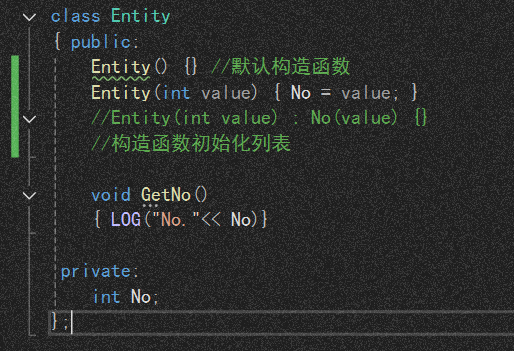 class Entity
{ public:
Entity() {} //默认构造函数
Entity(int value) { No = value; }
//Entity(int value) : No(value) {}
//构造函数初始化列表
void GetNo()
{ LOG("No."<< No)}
private:
int No;
};